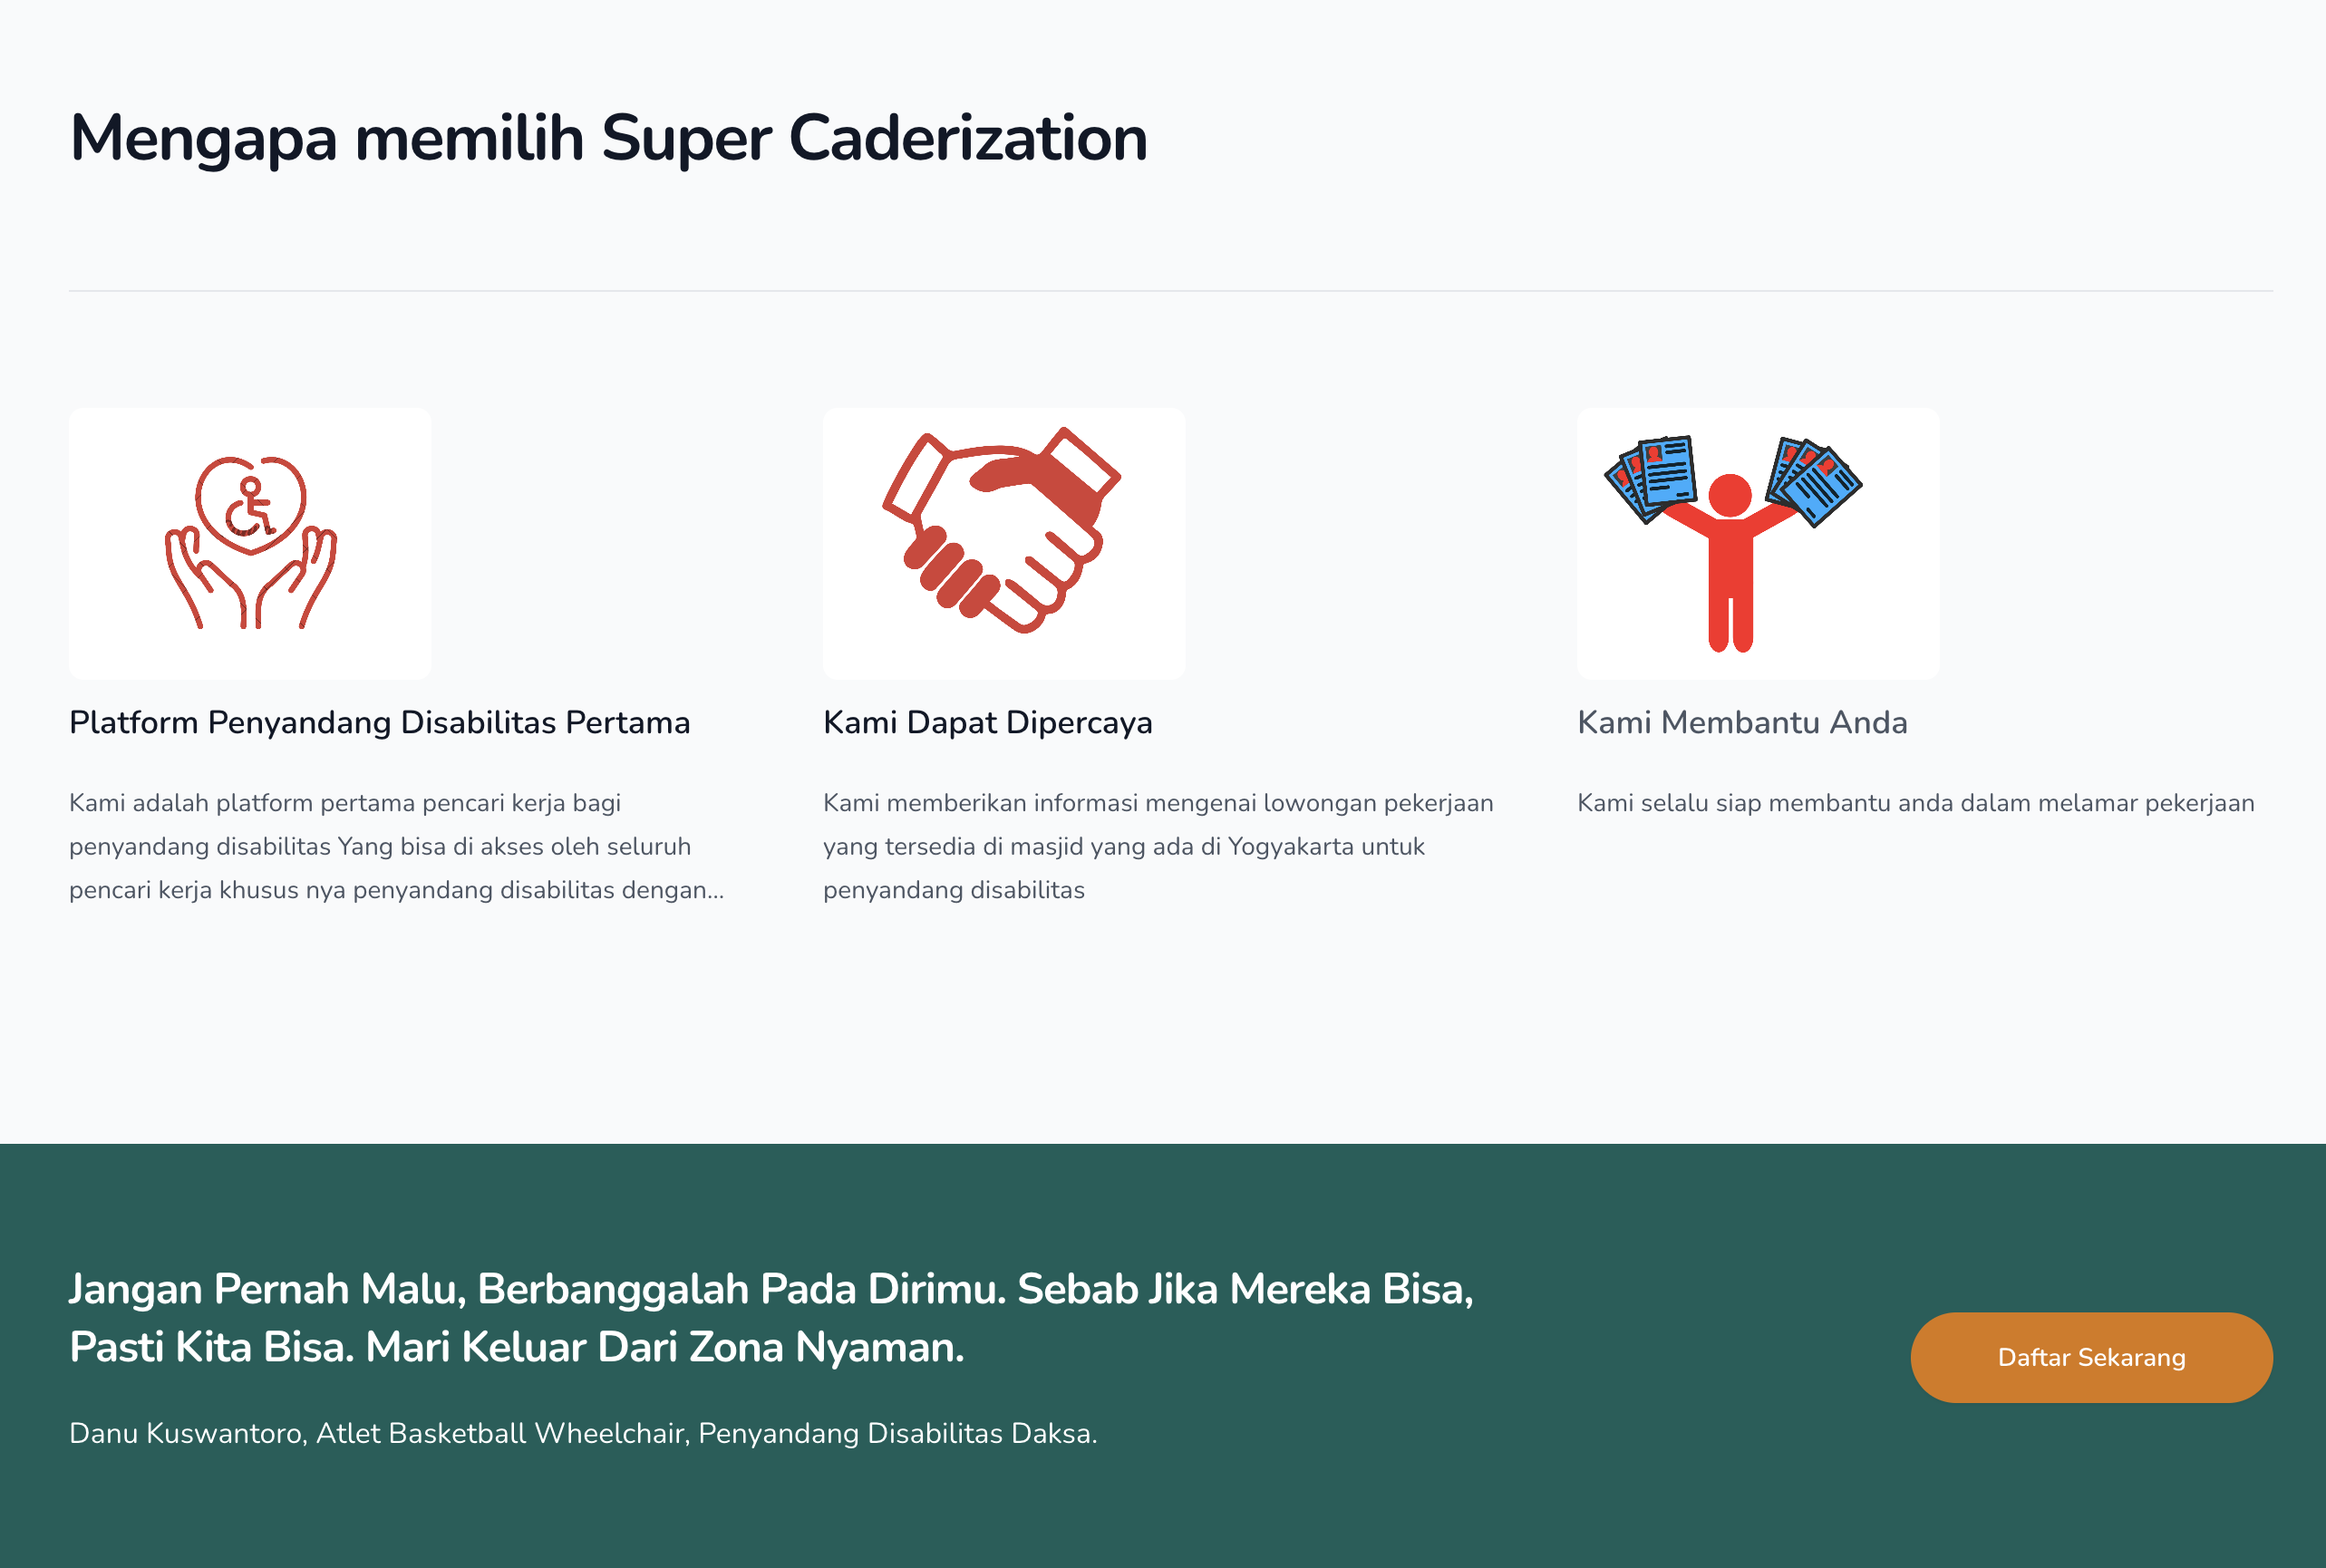 Mengapa memilih Super Caderization
Platform Penyandang Disabilitas Pertama
Kami adalah platform pertama pencari kerja bagi
penyandang disabilitas Yang bisa di akses oleh seluruh
pencari kerja khusus nya penyandang disabilitas dengan...
Kami Dapat Dipercaya
Kami memberikan informasi mengenai lowongan pekerjaan
yang tersedia di masjid yang ada di Yogyakarta untuk
penyandang disabilitas
Kami Membantu Anda
Kami selalu siap membantu anda dalam melamar pekerjaan
Jangan Pernah Malu, Berbanggalah Pada Dirimu. Sebab Jika Mereka Bisa,
Pasti Kita Bisa. Mari Keluar Dari Zona Nyaman.
Danu Kuswantoro, Atlet Basketball Wheelchair, Penyandang Disabilitas Daksa.
Daftar Sekarang